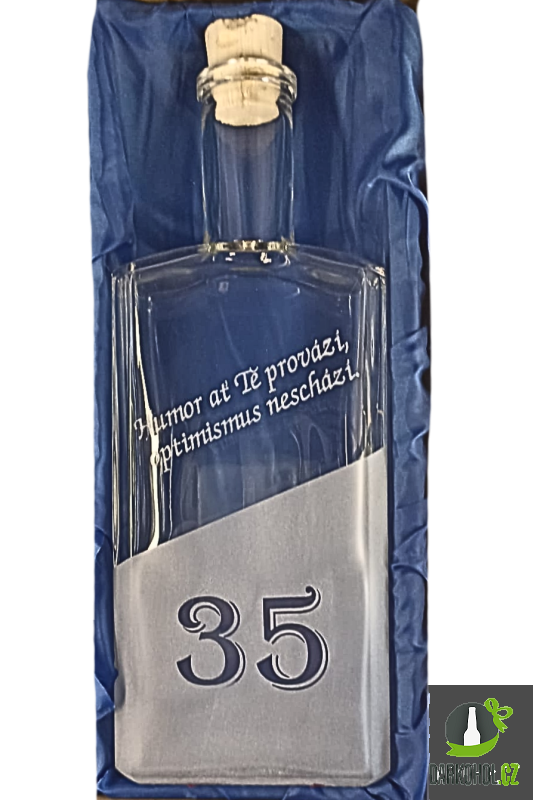 Humor ať Tě provází,
optimismus neschází.
35
DARKOHOL.CZ